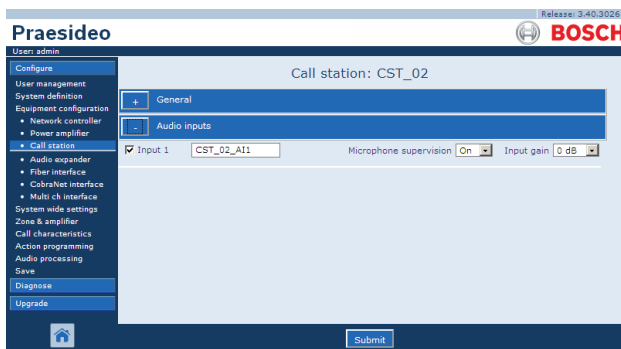 Release: 3.40.3026
Praesideo
BOSCH
User: admin
Configure
User management
System definition
Equipment configuration
• Network controller
• Power amplifier
• Call station
• Audio expander
• Fiber interface
• CobraNet interface
• Multi ch interface
System wide settings
Zone & amplifier
Call characteristics
Action programming
Audio processing
Save
Diagnose
Upgrade
Call station: CST_02
+ General
- Audio inputs
Input 1 CST_02_AI1 Microphone supervision On Input gain 0 dB
Submit